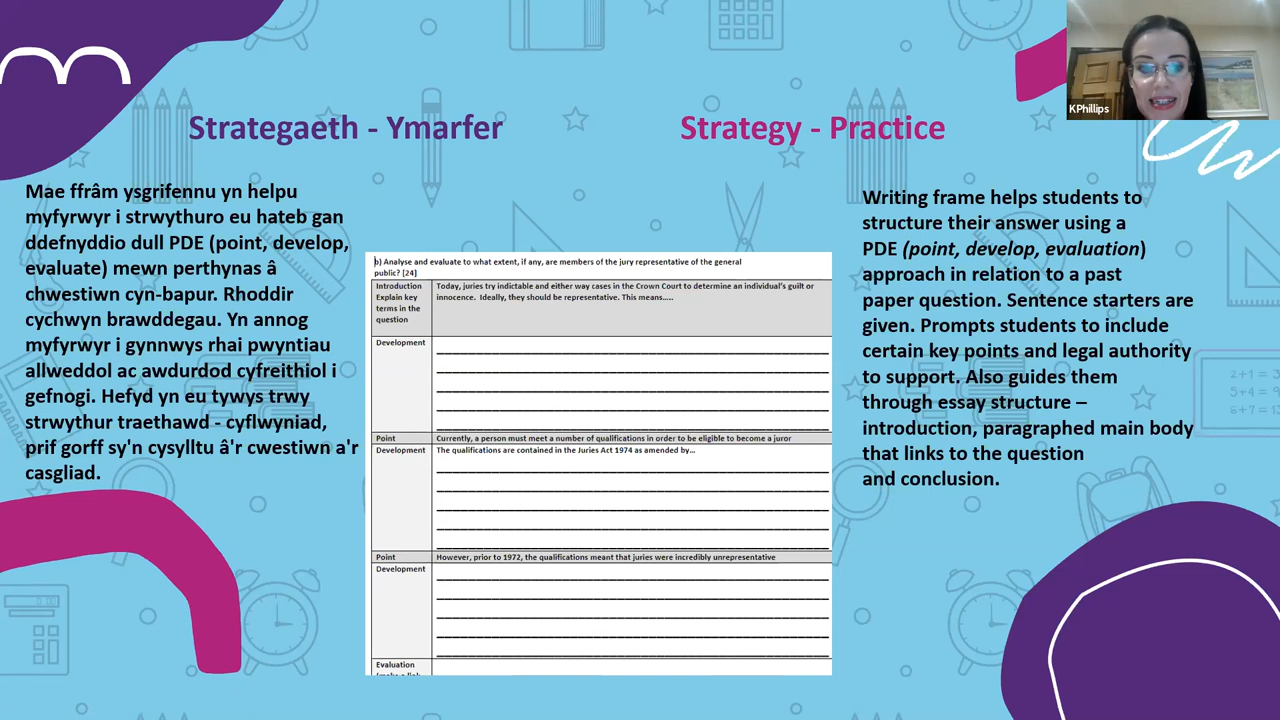 KPhillips
Strategaeth - Ymarfer
Strategy - Practice
Mae ffrâm ysgrifennu yn helpu
myfyrwyr i strwythuro eu hateb gan
ddefnyddio dull PDE (point, develop,
evaluate) mewn perthynas â
chwestiwn cyn-bapur. Rhoddir
cychwyn brawddegau. Yn annog
myfyrwyr i gynnwys rhai pwyntiau
allweddol ac awdurdod cyfreithiol i
gefnogi. Hefyd yn eu tywys trwy
strwythur traethawd - cyflwyniad,
prif gorff sy'n cysylltu â'r cwestiwn a'r
casgliad.
b) Analyse and evaluate to what extent, if any, are members of the jury representative of the general
public? [24]
Introduction
Explain key
terms in the
question
Today, juries try indictable and either way cases in the Crown Court to determine an individual's guilt or
innocence. Ideally, they should be representative. This means.....
Development
Point
Currently, a person must meet a number of qualifications in order to be eligible to become a juror
Development
The qualifications are contained in the Juries Act 1974 as amended by...
Point
However, prior to 1972, the qualifications meant that juries were incredibly unrepresentative
Development
Evaluation
Writing frame helps students to
structure their answer using a
PDE (point, develop, evaluation)
approach in relation to a past
paper question. Sentence starters are
given. Prompts students to include
certain key points and legal authority
to support. Also guides them
through essay structure –
introduction, paragraphed main body
that links to the question
and conclusion.
2+1 = 3
5+4 = 9